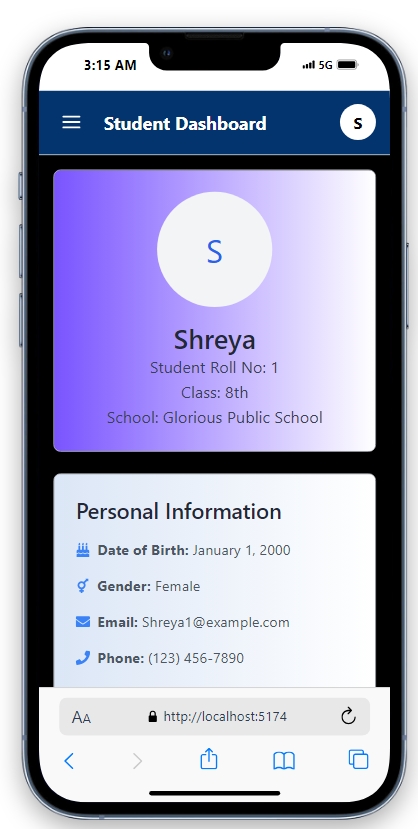 3:15 AM 5G
Student Dashboard S
S
Shreya
Student Roll No: 1
Class: 8th
School: Glorious Public School
Personal Information
Date of Birth: January 1, 2000
Gender: Female
Email: Shreya1@example.com
Phone: (123) 456-7890
AA http://localhost:5174